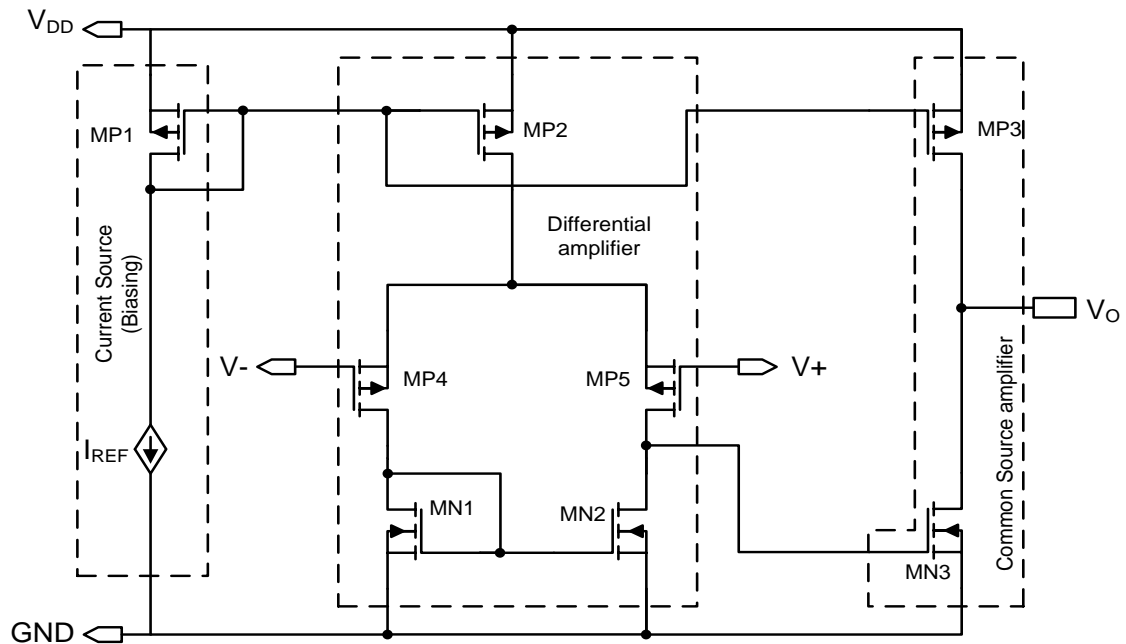 VDD
MP1
MP2
MP3
Differential
amplifier
Current Source
(Biasing)
VO
V-
MP4
MP5
V+
IREF
MN1
MN2
MN3
Common Source amplifier
GND